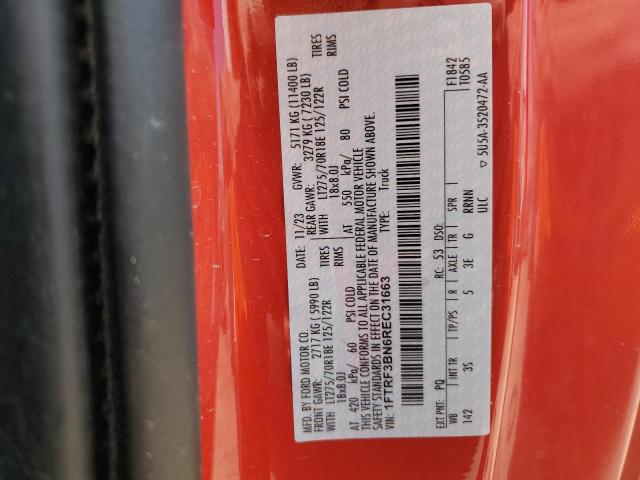 MFD. BY FORD MOTOR CO.
DATE: 11/23 GVWR: 5171 KG (11400 LB)
FRONT GAWR: 2717 KG ( 5990 LB) REAR GAWR: 3279 KG ( 7230 LB)
WITH LT275/70R18E 125/122R TIRES WITH LT275/70R18E 125/122R TIRES
18x8.0J RIMS 18x8.0J RIMS
AT 420 kPa/ 60 PSI COLD AT 550 kPa/ 80 PSI COLD
THIS VEHICLE CONFORMS TO ALL APPLICABLE FEDERAL MOTOR VEHICLE
SAFETY STANDARDS IN EFFECT ON THE DATE OF MANUFACTURE SHOWN ABOVE.
VIN: 1FTRF3BN6REC31663 TYPE: Truck
F1842
T0585
EXT PNT: PQ RC: 53 DSO:
WB INT TR TP/PS R AXLE TR SPR
142 35 5 3E G RRNN
ULC
▽ 5U5A-3520472-AA